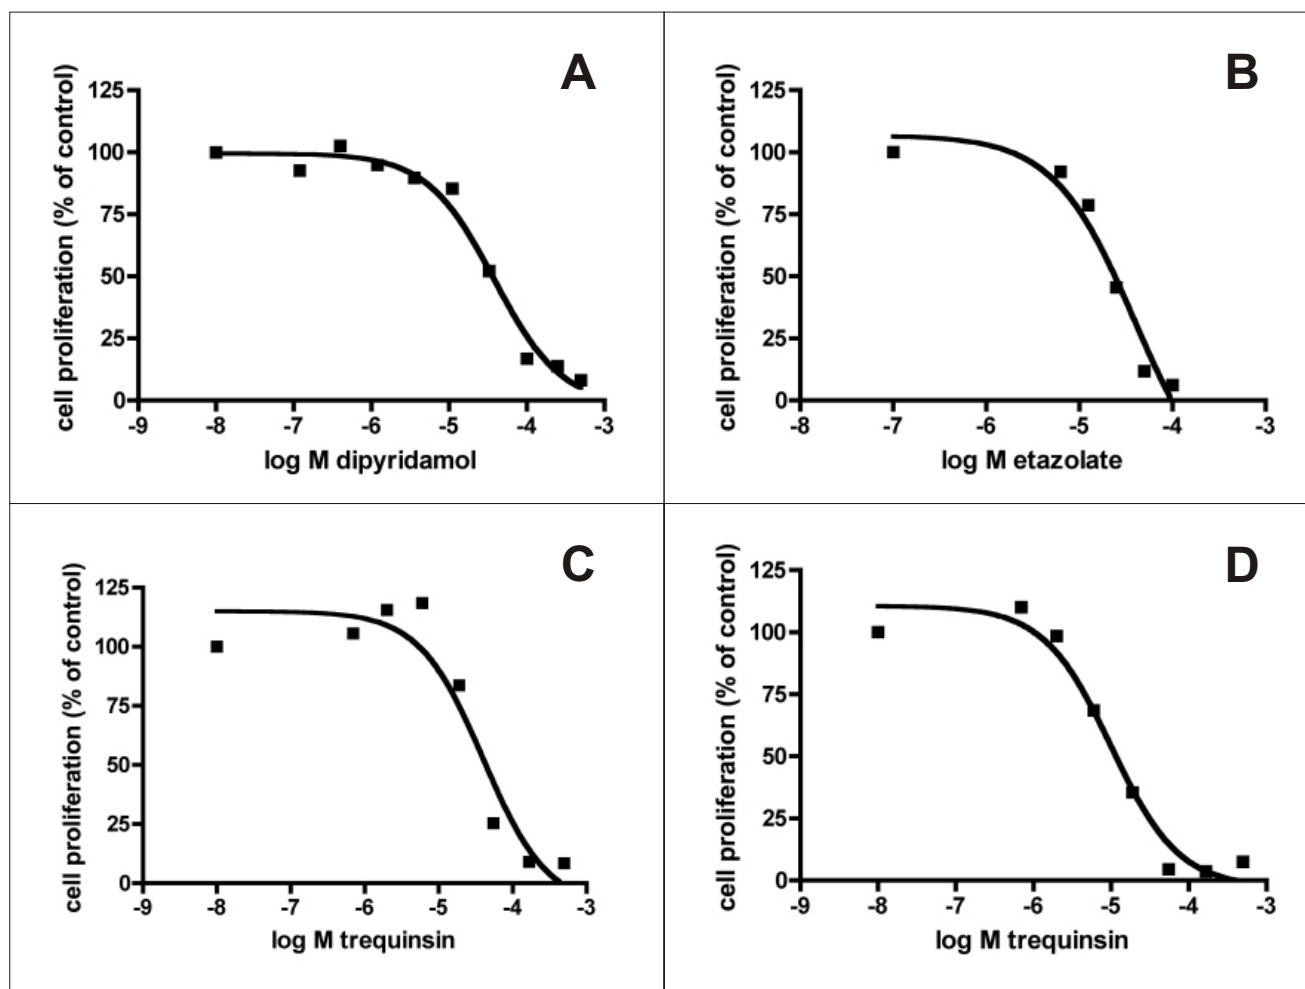 A
cell proliferation (% of control)
125
100
75
50
25
0
-9 -8 -7 -6 -5 -4 -3
log M dipyridamol
B
cell proliferation (% of control)
125
100
75
50
25
0
-8 -7 -6 -5 -4 -3
log M etazolate
C
cell proliferation (% of control)
125
100
75
50
25
0
-9 -8 -7 -6 -5 -4 -3
log M trequinsin
D
cell proliferation (% of control)
125
100
75
50
25
0
-9 -8 -7 -6 -5 -4 -3
log M trequinsin